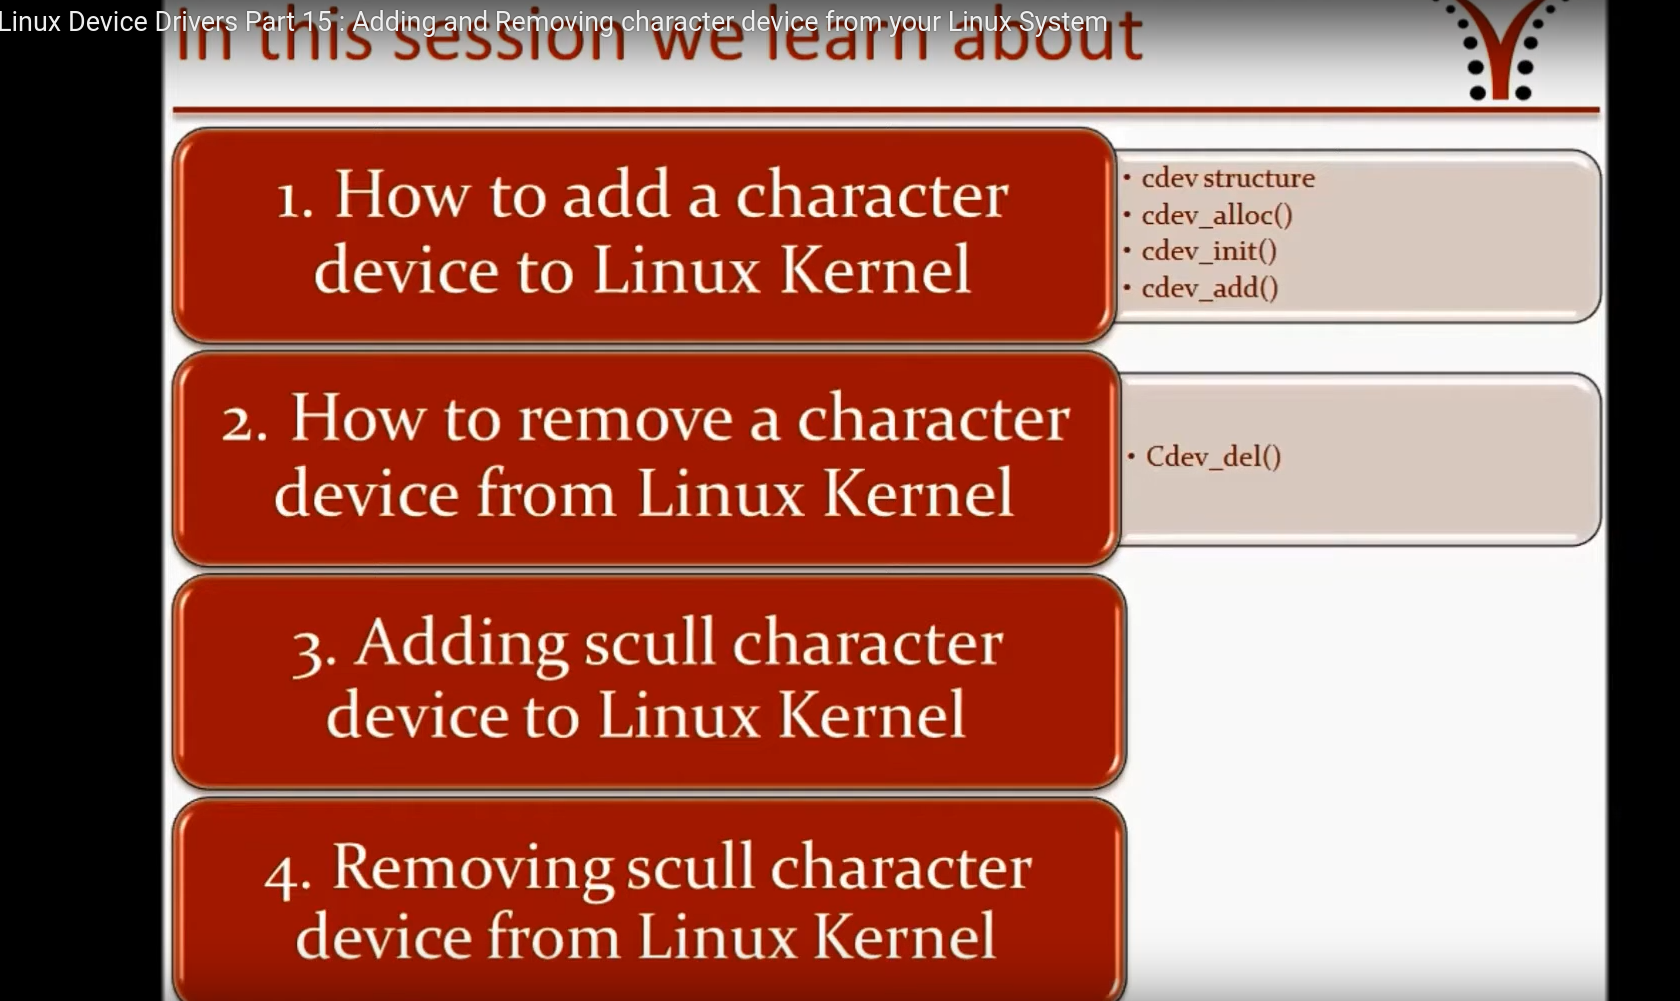 Linux Device Drivers Part 15 : Adding and Removing character device from your Linux System
In this session we learn about
1. How to add a character
device to Linux Kernel
• cdev structure
• cdev_alloc()
• cdev_init()
• cdev_add()
2. How to remove a character
device from Linux Kernel
• Cdev_del()
3. Adding scull character
device to Linux Kernel
4. Removing scull character
device from Linux Kernel